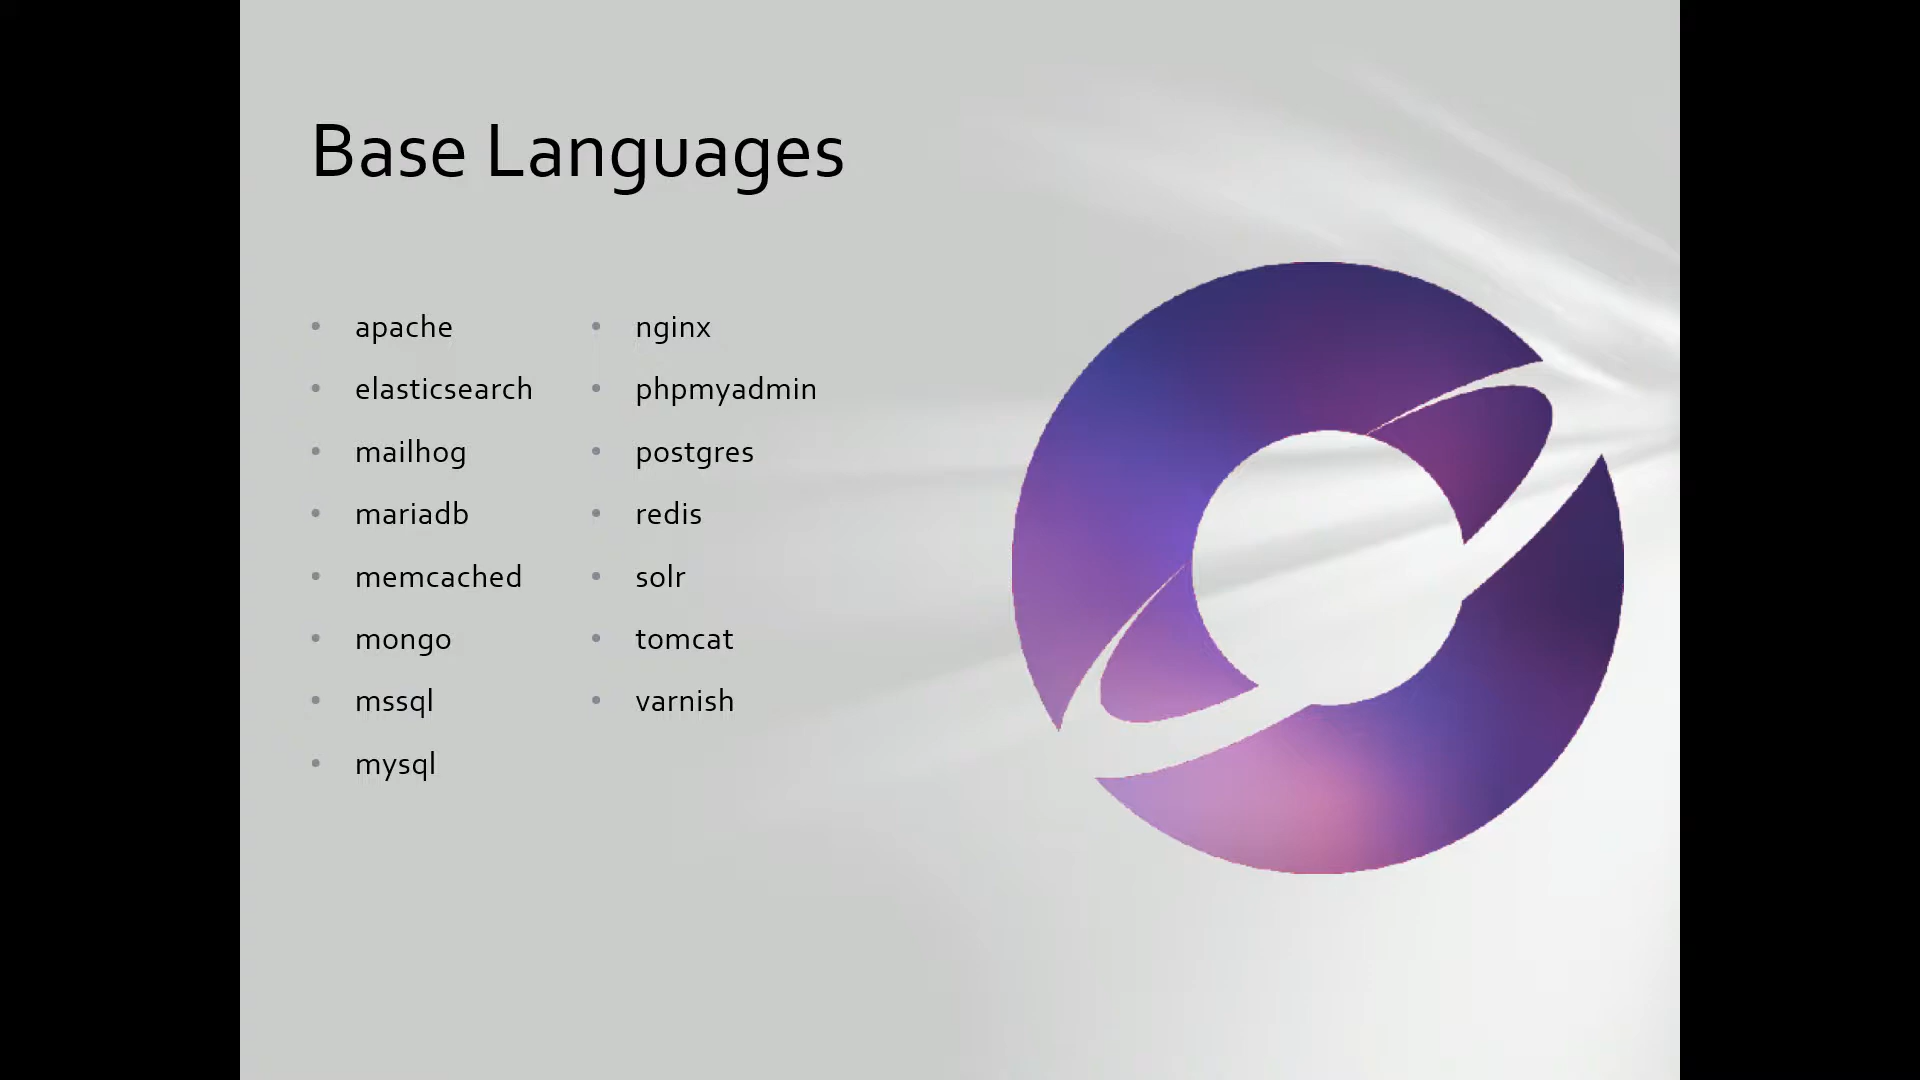 Base Languages
• apache
• elasticsearch
• mailhog
• mariadb
• memcached
• mongo
• mssql
• mysql
• nginx
• phpmyadmin
• postgres
• redis
• solr
• tomcat
• varnish